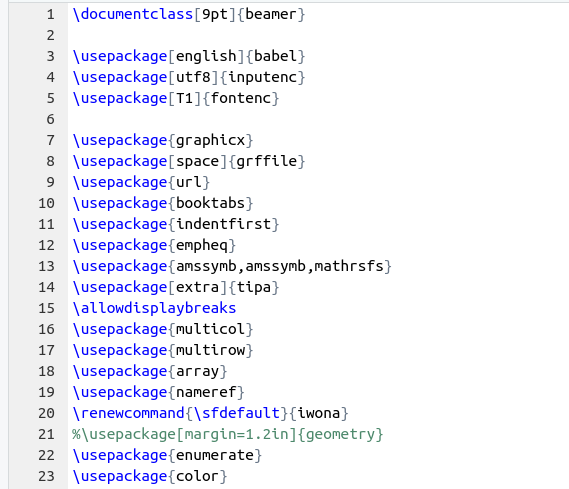 1 \documentclass[9pt]{beamer}
2
3 \usepackage[english]{babel}
4 \usepackage[utf8]{inputenc}
5 \usepackage[T1]{fontenc}
6
7 \usepackage{graphicx}
8 \usepackage[space]{grffile}
9 \usepackage{url}
10 \usepackage{booktabs}
11 \usepackage{indentfirst}
12 \usepackage{empheq}
13 \usepackage{amssymb,amssymb,mathrsfs}
14 \usepackage[extra]{tipa}
15 \allowdisplaybreaks
16 \usepackage{multicol}
17 \usepackage{multirow}
18 \usepackage{array}
19 \usepackage{nameref}
20 \renewcommand{\sfdefault}{iwona}
21 %\usepackage[margin=1.2in]{geometry}
22 \usepackage{enumerate}
23 \usepackage{color}